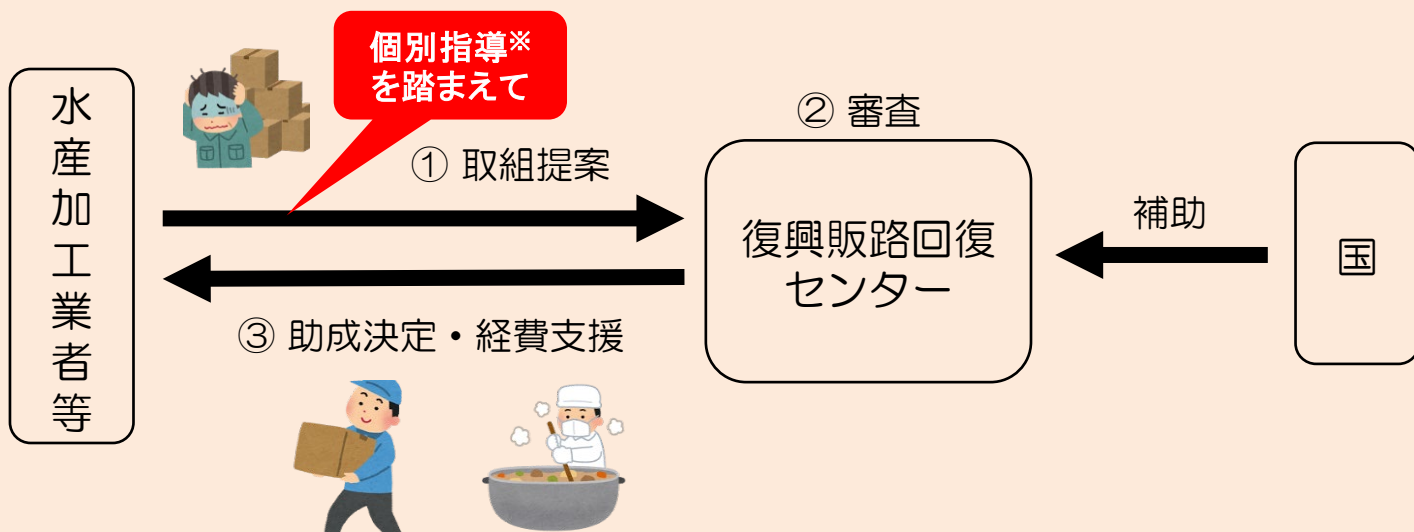 水産加工業者等
個別指導※
を踏まえて
① 取組提案
② 審査
復興販路回復
センター
③ 助成決定・経費支援
補助
国